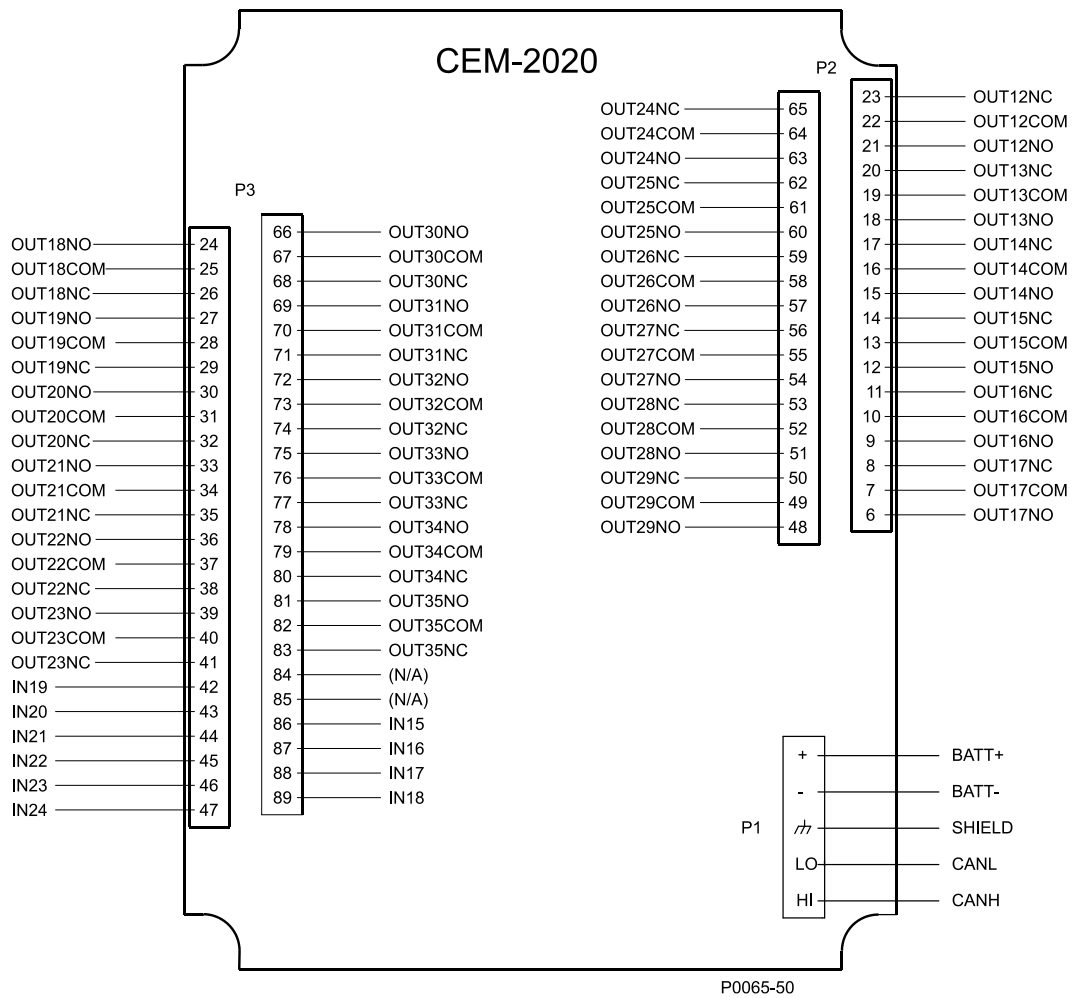 CEM-2020
P2
OUT24NC 65
OUT24COM 64
OUT24NO 63
OUT25NC 62
OUT25COM 61
OUT25NO 60
OUT26NC 59
OUT26COM 58
OUT26NO 57
OUT27NC 56
OUT27COM 55
OUT27NO 54
OUT28NC 53
OUT28COM 52
OUT28NO 51
OUT29NC 50
OUT29COM 49
OUT29NO 48
23 OUT12NC
22 OUT12COM
21 OUT12NO
20 OUT13NC
19 OUT13COM
18 OUT13NO
17 OUT14NC
16 OUT14COM
15 OUT14NO
14 OUT15NC
13 OUT15COM
12 OUT15NO
11 OUT16NC
10 OUT16COM
9 OUT16NO
8 OUT17NC
7 OUT17COM
6 OUT17NO
P3
OUT18NO 24
OUT18COM 25
OUT18NC 26
OUT19NO 27
OUT19COM 28
OUT19NC 29
OUT20NO 30
OUT20COM 31
OUT20NC 32
OUT21NO 33
OUT21COM 34
OUT21NC 35
OUT22NO 36
OUT22COM 37
OUT22NC 38
OUT23NO 39
OUT23COM 40
OUT23NC 41
IN19 42
IN20 43
IN21 44
IN22 45
IN23 46
IN24 47
66 OUT30NO
67 OUT30COM
68 OUT30NC
69 OUT31NO
70 OUT31COM
71 OUT31NC
72 OUT32NO
73 OUT32COM
74 OUT32NC
75 OUT33NO
76 OUT33COM
77 OUT33NC
78 OUT34NO
79 OUT34COM
80 OUT34NC
81 OUT35NO
82 OUT35COM
83 OUT35NC
84 (N/A)
85 (N/A)
86 IN15
87 IN16
88 IN17
89 IN18
P1
+ BATT+
- BATT-
SHIELD
LO CANL
HI CANH
P0065-50